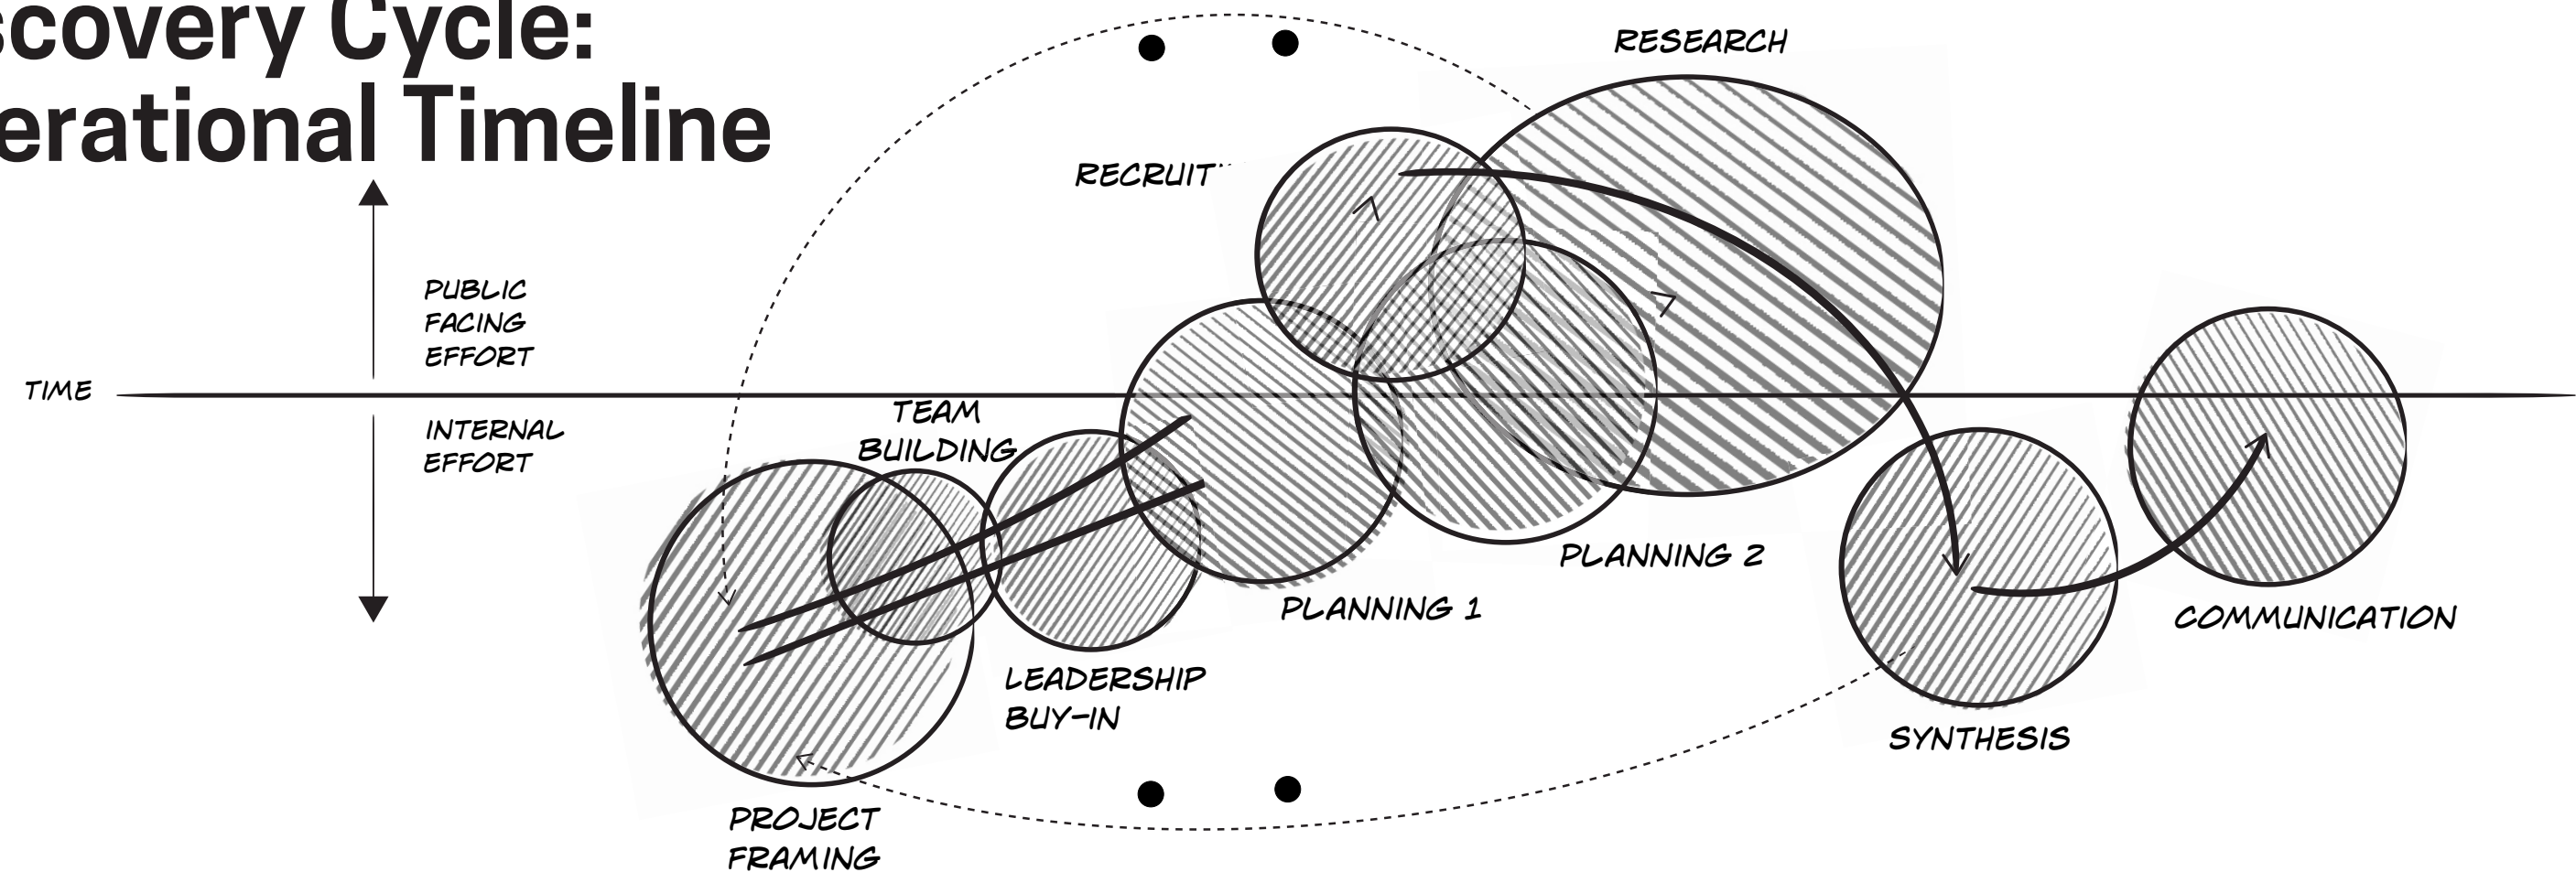 scovery Cycle:
erational Timeline
RESEARCH
RECRUIT
PUBLIC
FACING
EFFORT
TIME
INTERNAL
EFFORT
TEAM
BUILDING
PLANNING 2
PLANNING 1
COMMUNICATION
LEADERSHIP
BUY-IN
SYNTHESIS
PROJECT
FRAMING